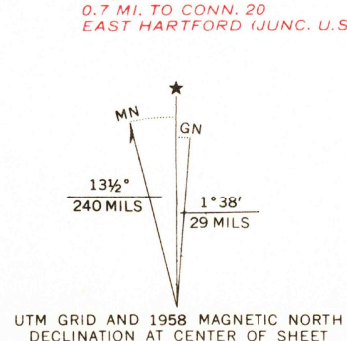 0.7 MI. TO CONN. 20
EAST HARTFORD (JUNC. U.S
MN
GN
13½°
240 MILS
1°38′
29 MILS
UTM GRID AND 1958 MAGNETIC NORTH
DECLINATION AT CENTER OF SHEET